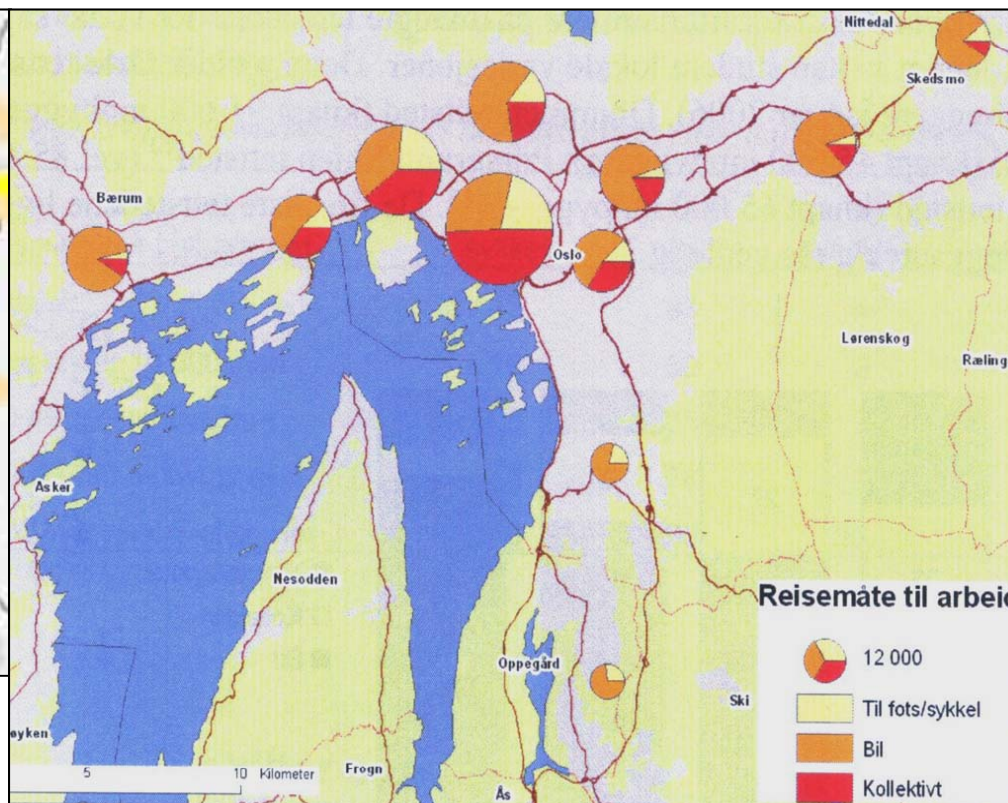 Nittedal
Skedsmo
Bærum
Oslo
Lørenskog
Ræling
Asker
Nesodden
Oppegård
Ski
øyken
Frogn
Ås
5
10
Kilometer
Reisemåte til arbeid
12 000
Til fots/sykkel
Bil
Kollektivt